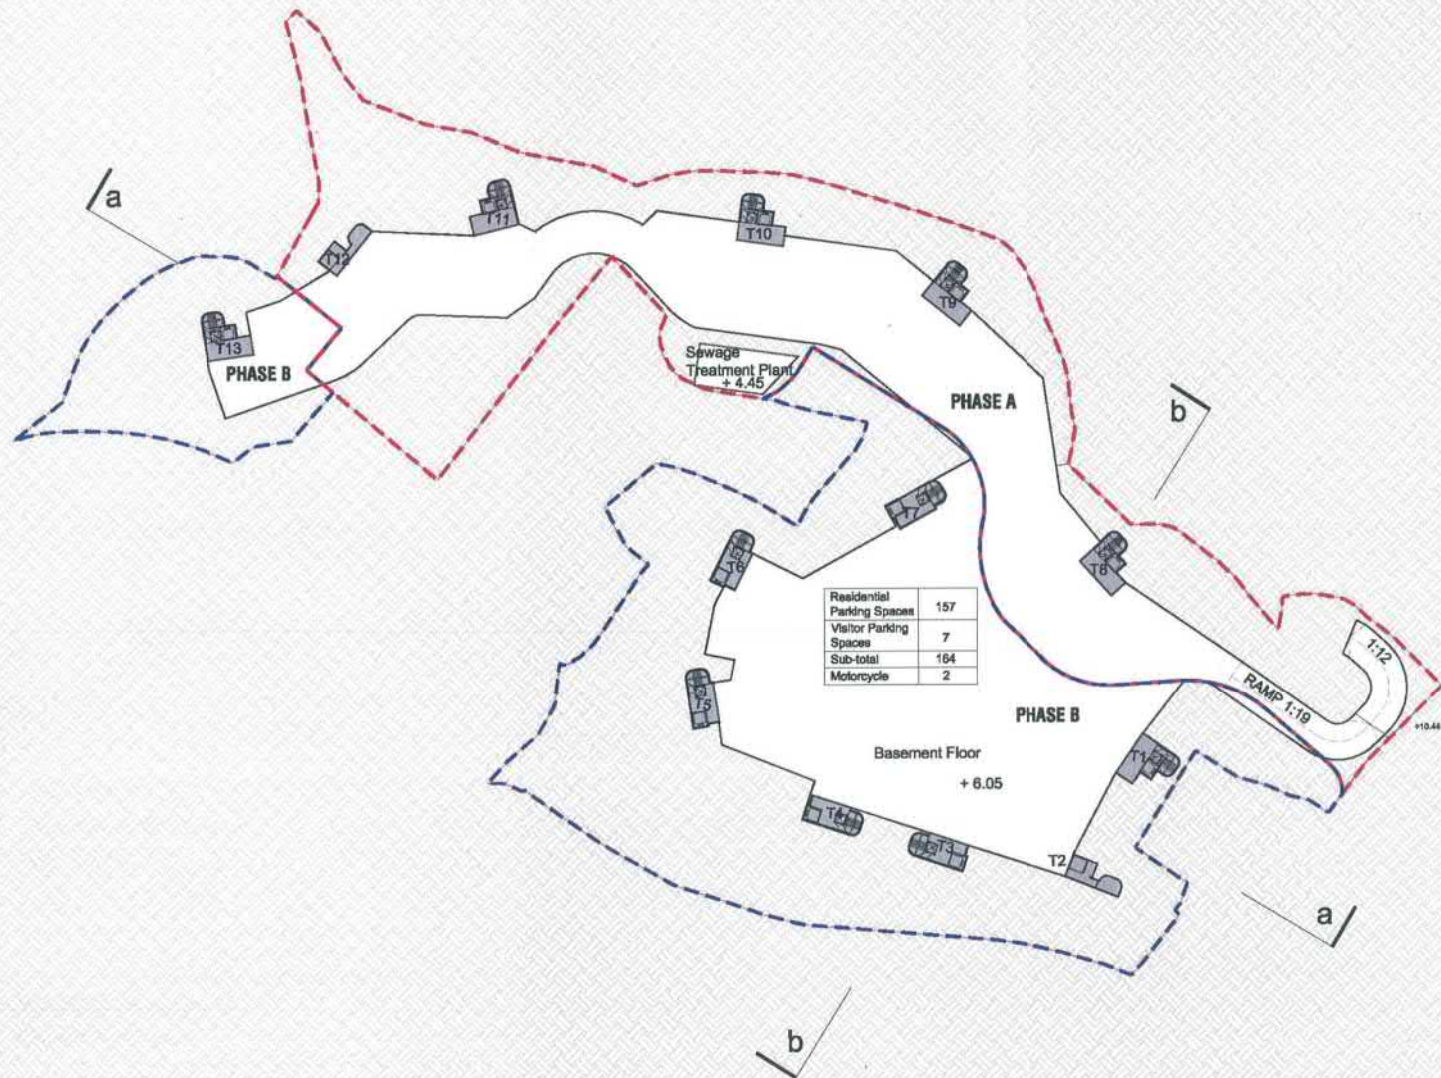 a
T11
T10
T12
T9
T13
PHASE B
Sewage
Treatment Plant
+ 4.45
PHASE A
b
T7
T6
T8
Residential
Parking Spaces 157
Visitor Parking
Spaces 7
Sub-total 164
Motorcycle 2
1:12
RAMP 1:19
+10.44
T5
PHASE B
Basement Floor
+ 6.05
T1
T4
T3
T2
a
b